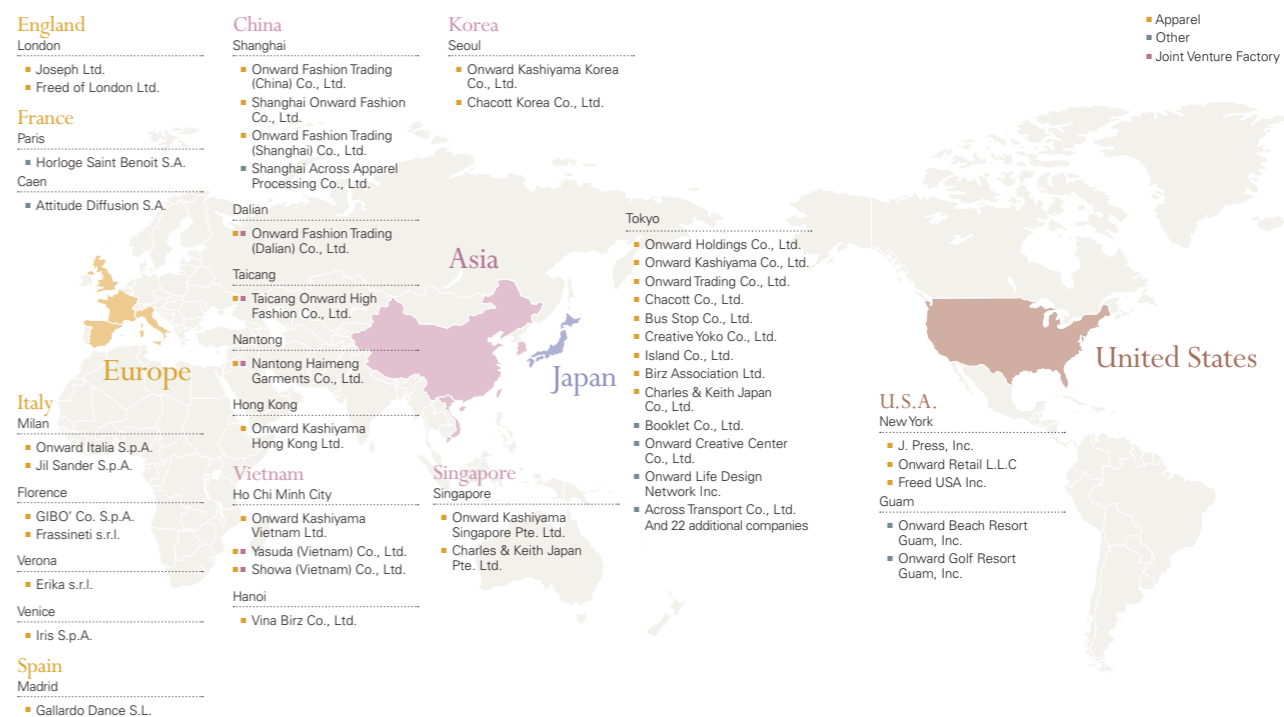 England
London
Joseph Ltd.
Freed of London Ltd.
France
Paris
Horloge Saint Benoit S.A.
Caen
Attitude Diffusion S.A.
Europe
Italy
Milan
Onward Italia S.p.A.
Jil Sander S.p.A.
Florence
GIBO' Co. S.p.A.
Frassineti s.r.l.
Verona
Erika s.r.l.
Venice
Iris S.p.A.
Spain
Madrid
Gallardo Dance S.L.
China
Shanghai
Onward Fashion Trading
(China) Co., Ltd.
Shanghai Onward Fashion
Co., Ltd.
Onward Fashion Trading
(Shanghai) Co., Ltd.
Shanghai Across Apparel
Processing Co., Ltd.
Dalian
Onward Fashion Trading
(Dalian) Co., Ltd.
Taicang
Taicang Onward High
Fashion Co., Ltd.
Nantong
Nantong Haimeng
Garments Co., Ltd.
Hong Kong
Onward Kashiyama
Hong Kong Ltd.
Vietnam
Ho Chi Minh City
Onward Kashiyama
Vietnam Ltd.
Yasuda (Vietnam) Co., Ltd.
Showa (Vietnam) Co., Ltd.
Hanoi
Vina Birz Co., Ltd.
Korea
Seoul
Onward Kashiyama Korea
Co., Ltd.
Chacott Korea Co., Ltd.
Asia
Singapore
Singapore
Onward Kashiyama
Singapore Pte. Ltd.
Charles & Keith Japan
Pte. Ltd.
Japan
Tokyo
Onward Holdings Co., Ltd.
Onward Kashiyama Co., Ltd.
Onward Trading Co., Ltd.
Chacott Co., Ltd.
Bus Stop Co., Ltd.
Creative Yoko Co., Ltd.
Island Co., Ltd.
Birz Association Ltd.
Charles & Keith Japan
Co., Ltd.
Booklet Co., Ltd.
Onward Creative Center
Co., Ltd.
Onward Life Design
Network Inc.
Across Transport Co., Ltd.
And 22 additional companies
Apparel
Other
Joint Venture Factory
United States
U.S.A.
New York
J. Press, Inc.
Onward Retail L.L.C
Freed USA Inc.
Guam
Onward Beach Resort
Guam, Inc.
Onward Golf Resort
Guam, Inc.